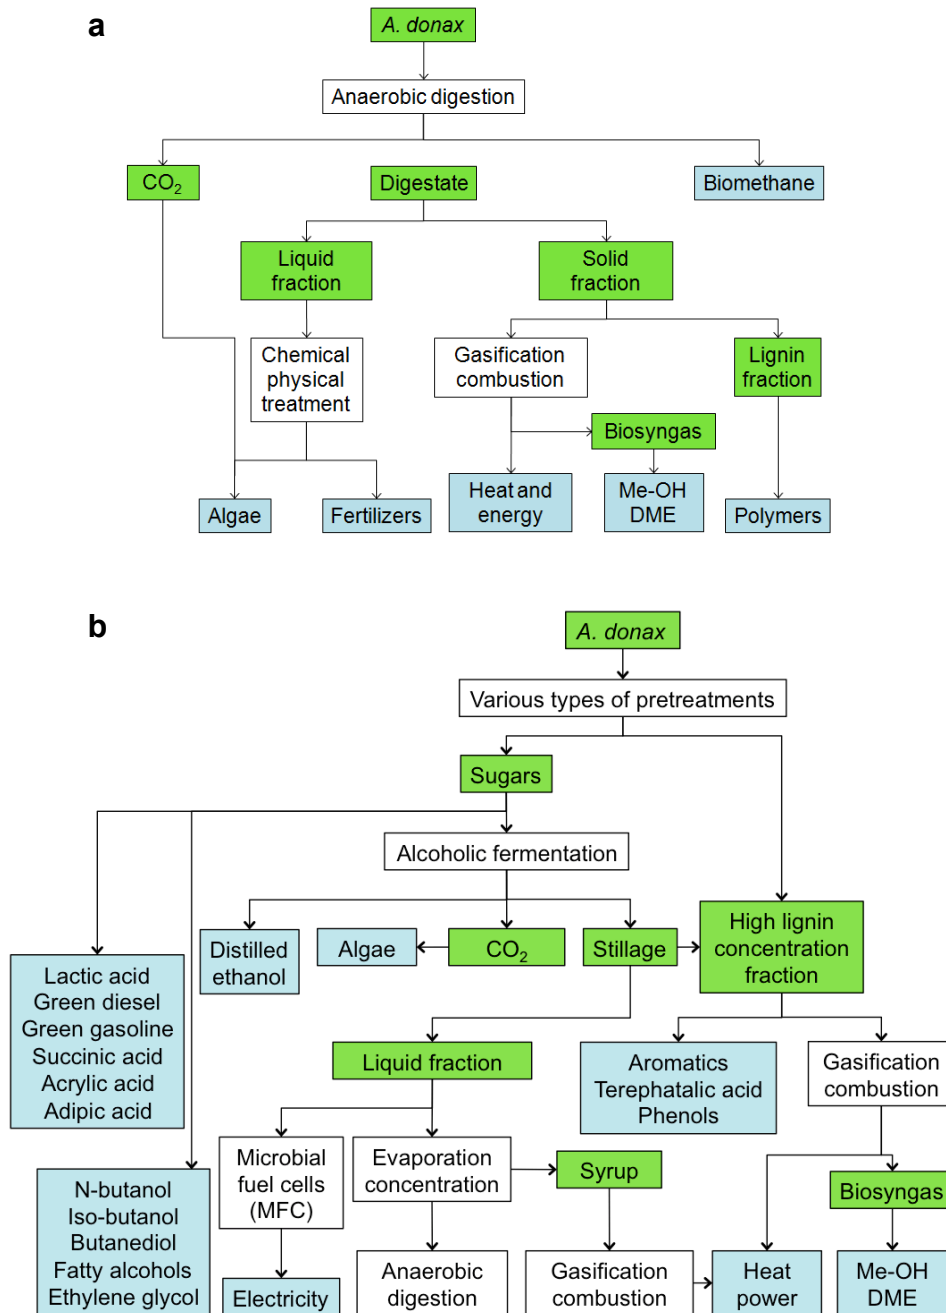 a
A. donax
Anaerobic digestion
CO₂
Digestate
Biomethane
Liquid
fraction
Solid
fraction
Chemical
physical
treatment
Gasification
combustion
Lignin
fraction
Biosyngas
Algae
Fertilizers
Heat and
energy
Me-OH
DME
Polymers
b
A. donax
Various types of pretreatments
Sugars
Alcoholic fermentation
Distilled
ethanol
Algae
CO₂
Stillage
High lignin
concentration
fraction
Lactic acid
Green diesel
Green gasoline
Succinic acid
Acrylic acid
Adipic acid
Liquid fraction
Aromatics
Terephatalic acid
Phenols
Gasification
combustion
Microbial
fuel cells
(MFC)
Evaporation
concentration
Syrup
Biosyngas
N-butanol
Iso-butanol
Butanediol
Fatty alcohols
Ethylene glycol
Electricity
Anaerobic
digestion
Gasification
combustion
Heat
power
Me-OH
DME